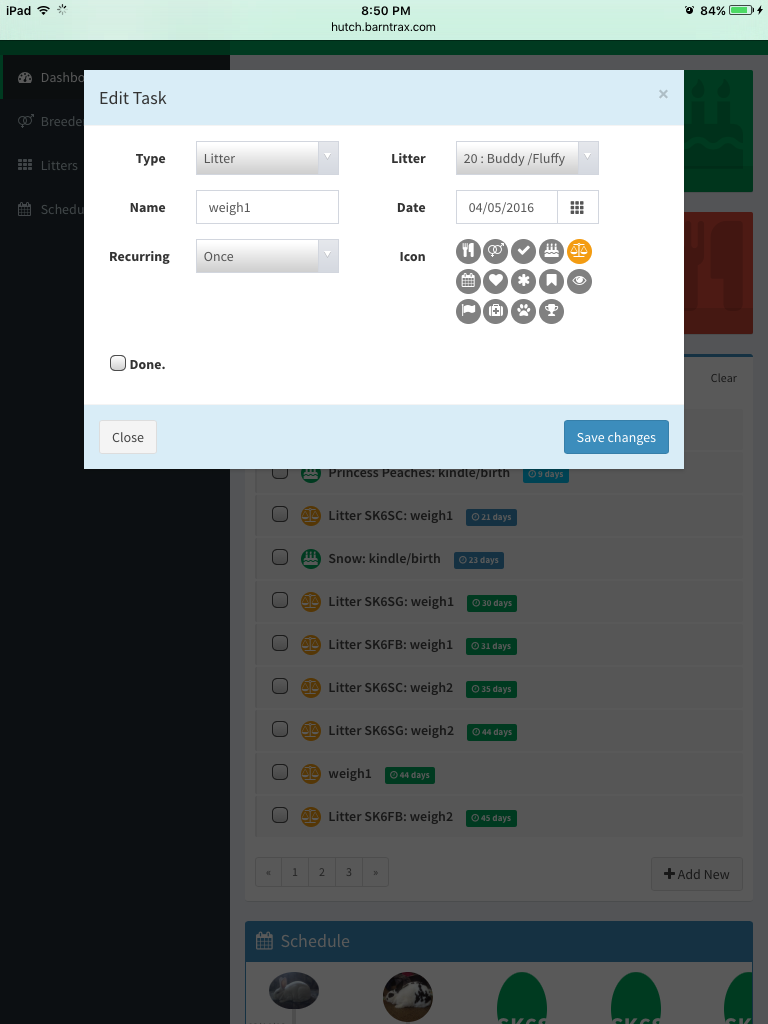 iPad 8:50 PM 84%
hutch.barntrax.com
Dashbo
Breede
Litters
Schedu
Edit Task ×
Type Litter Litter 20 : Buddy /Fluffy
Name weigh1 Date 04/05/2016
Recurring Once Icon
Done.
Close Save changes
Clear
Princess Peaches: kindle/birth 9 days
Litter SK6SC: weigh1 21 days
Snow: kindle/birth 23 days
Litter SK6SG: weigh1 30 days
Litter SK6FB: weigh1 31 days
Litter SK6SC: weigh2 35 days
Litter SK6SG: weigh2 44 days
weigh1 44 days
Litter SK6FB: weigh2 45 days
« 1 2 3 » Add New
Schedule